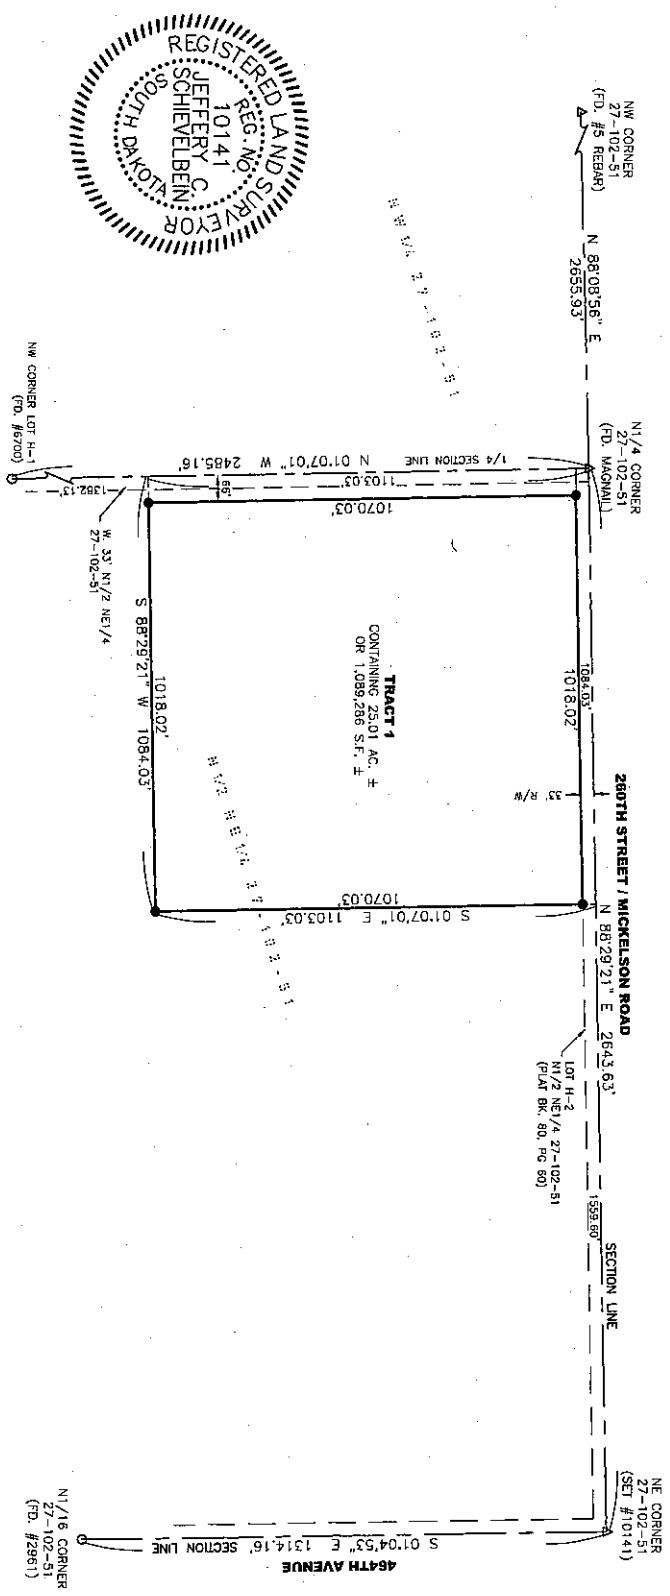 NW CORNER
27-102-51
(FD. #5 REBAR)
N 88°08'56" E
2655.93'
N1/4 CORNER
27-102-51
(FD. MAGNAIL)
260TH STREET / MICKELSON ROAD
N 88°29'21" E 2643.63'
1084.03'
1559.60'
SECTION LINE
NE CORNER
27-102-51
(SET #10141)
33' R/W
LOT H-2
N1/2 NE1/4 27-102-51
(PLAT BK. 80, PG 60)
1018.02'
NW1/4 27-102-51
1/4 SECTION LINE
N 01°07'01" W 2485.16'
1103.03'
1070.03'
66'
TRACT 1
CONTAINING 25.01 AC. ±
OR 1,089,286 S.F. ±
1070.03'
S 01°07'01" E 1103.03'
N1/2 NE1/4 27-102-51
1018.02'
S 88°29'21" W 1084.03'
W. 33' N1/2 NE1/4
27-102-51
1382.13'
NW CORNER LOT H-1
(FD. #6700)
464TH AVENUE
S 01°04'53" E 1314.16'
SECTION LINE
N1/16 CORNER
27-102-51
(FD. #2961)
REGISTERED LAND SURVEYOR
REG. NO.
10141
JEFFERY C.
SCHIEVELBEIN
SOUTH DAKOTA